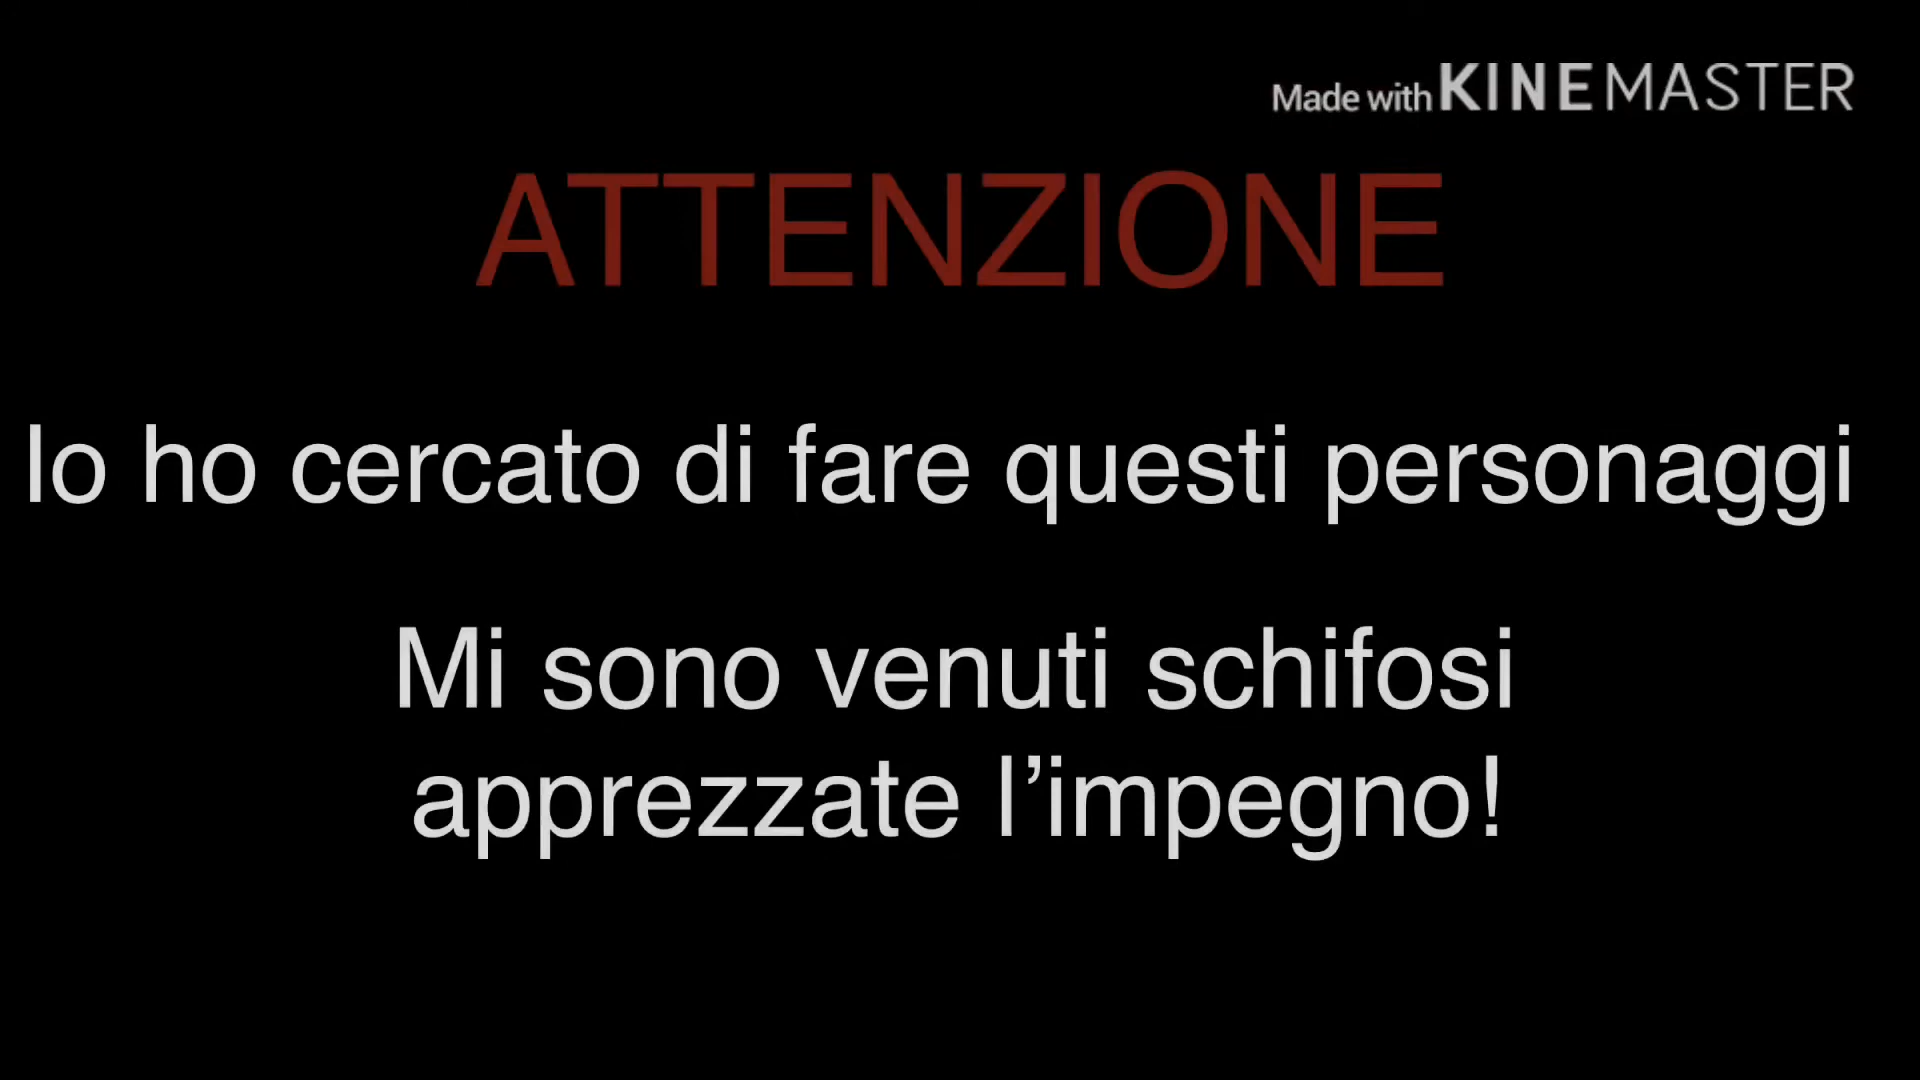 Made with KINEMASTER
ATTENZIONE
Io ho cercato di fare questi personaggi
Mi sono venuti schifosi
apprezzate l’impegno!